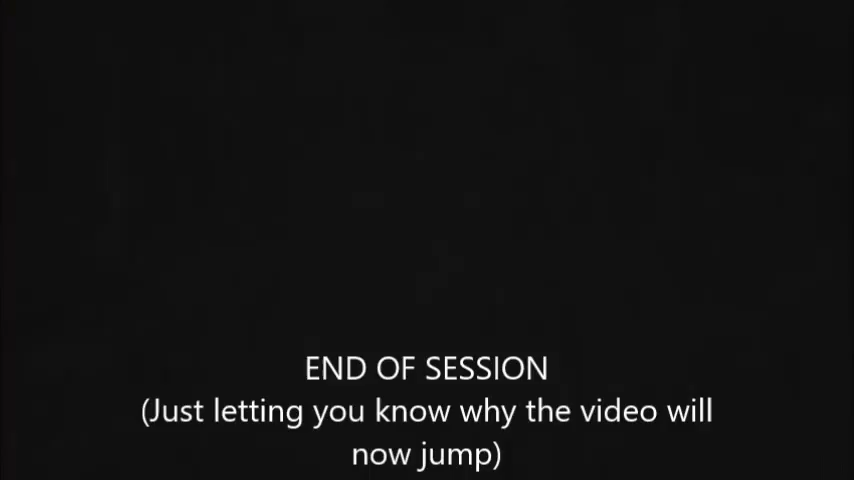 END OF SESSION
(Just letting you know why the video will
now jump)